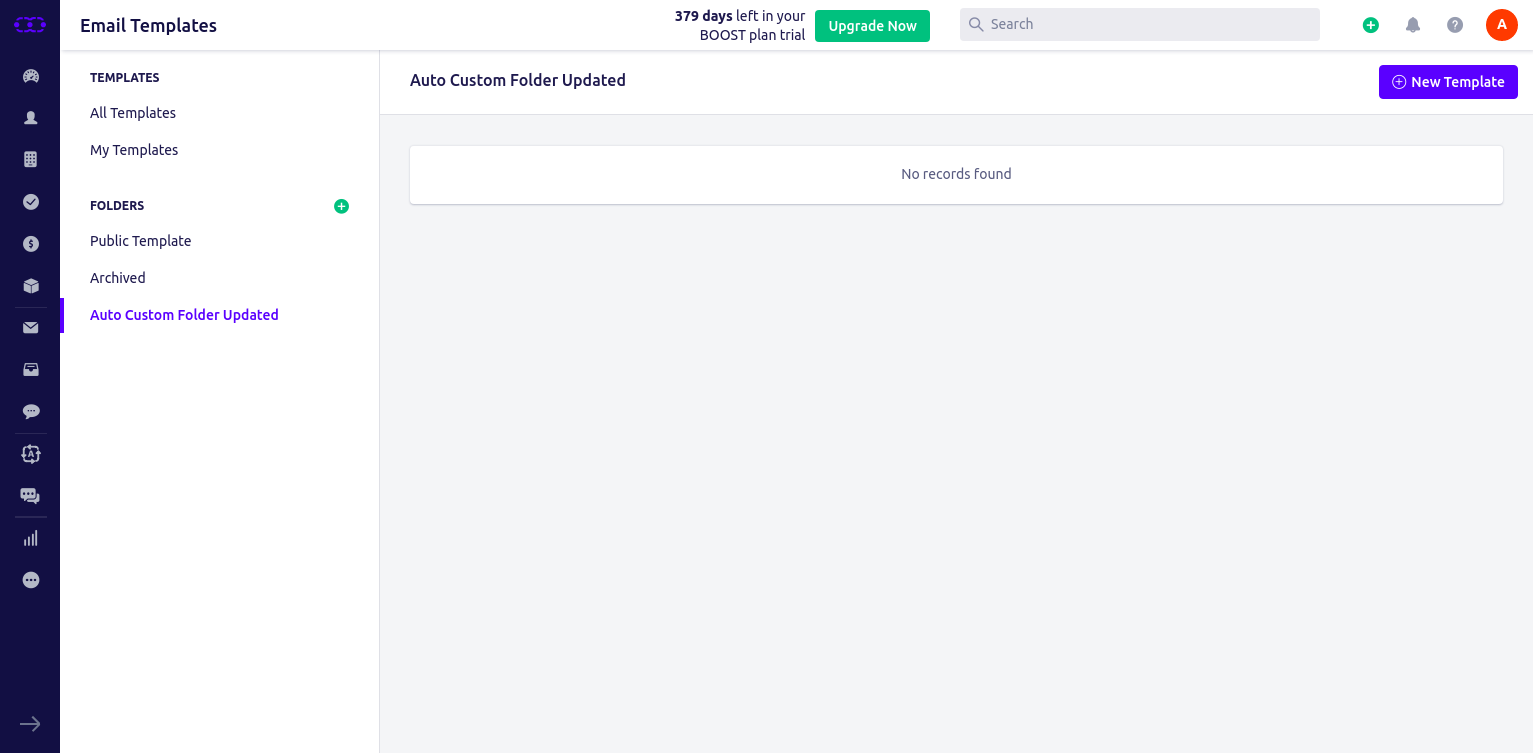 Email Templates
379 days left in your
BOOST plan trial
Upgrade Now
Search
A
TEMPLATES
All Templates
My Templates
FOLDERS
Public Template
Archived
Auto Custom Folder Updated
Auto Custom Folder Updated
New Template
No records found